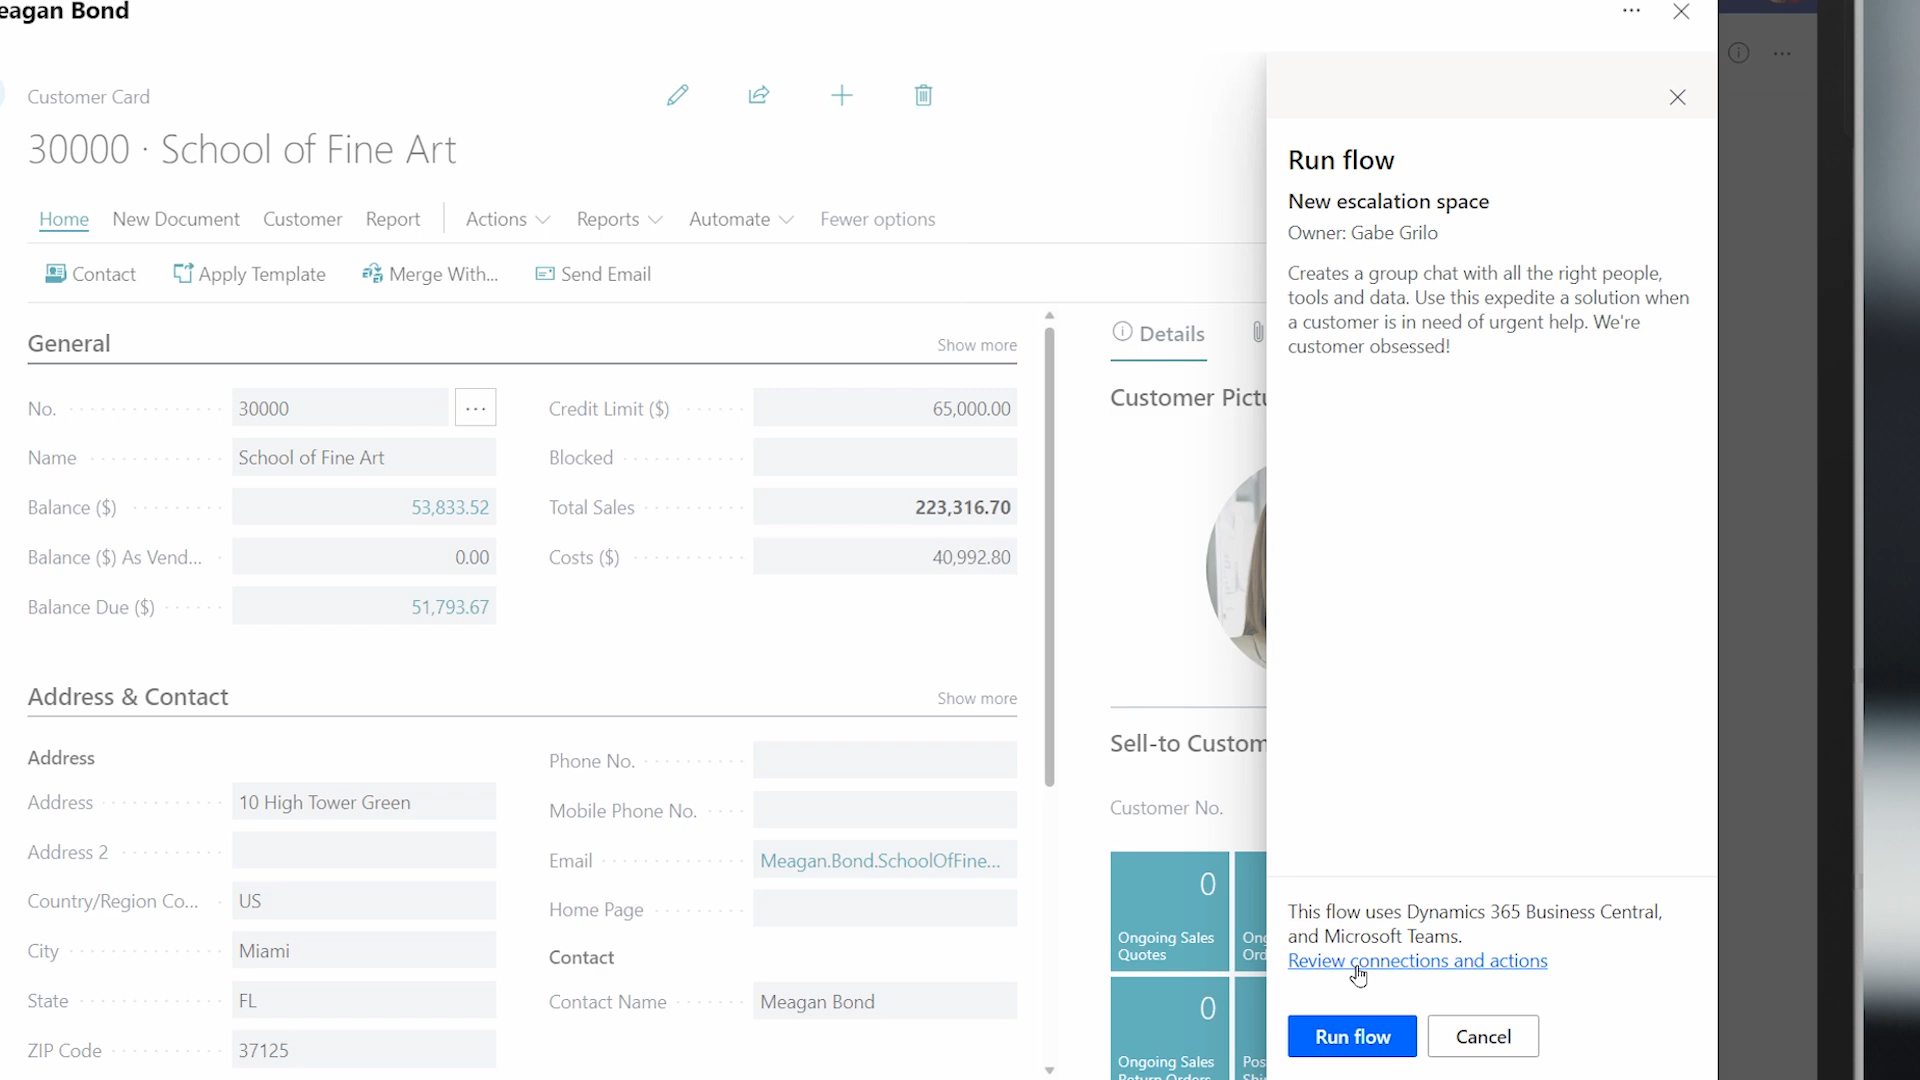 eagan Bond
Customer Card
30000 · School of Fine Art
Home New Document Customer Report Actions Reports Automate Fewer options
Contact Apply Template Merge With... Send Email
General Show more
No. 30000 ...
Name School of Fine Art
Balance ($) 53,833.52
Balance ($) As Vend... 0.00
Balance Due ($) 51,793.67
Credit Limit ($) 65,000.00
Blocked
Total Sales 223,316.70
Costs ($) 40,992.80
Address & Contact Show more
Address
Address 10 High Tower Green
Address 2
Country/Region Co... US
City Miami
State FL
ZIP Code 37125
Phone No.
Mobile Phone No.
Email Meagan.Bond.SchoolOfFine...
Home Page
Contact
Contact Name Meagan Bond
Details
Customer Pictu
Sell-to Custom
Customer No.
0
Ongoing Sales
Quotes
Ong
Ord
0
Ongoing Sales
Return Orders
Pos
Shi
Run flow
New escalation space
Owner: Gabe Grilo
Creates a group chat with all the right people,
tools and data. Use this expedite a solution when
a customer is in need of urgent help. We're
customer obsessed!
This flow uses Dynamics 365 Business Central,
and Microsoft Teams.
Review connections and actions
Run flow Cancel